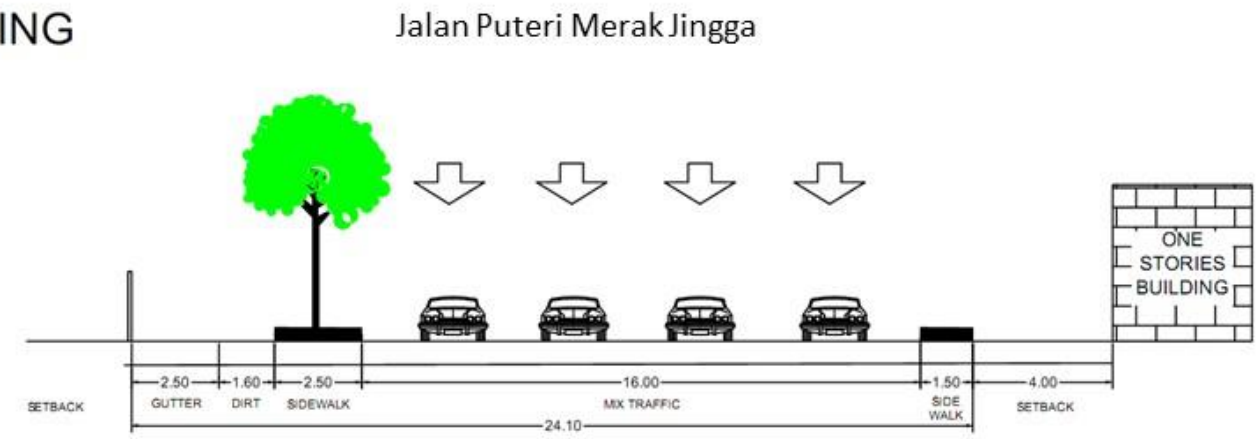 ING
Jalan Puteri Merak Jingga
ONE
STORIES
BUILDING
2.50 1.60 2.50 16.00 1.50 4.00
SETBACK GUTTER DIRT SIDEWALK MIX TRAFFIC SIDE
WALK SETBACK
24.10